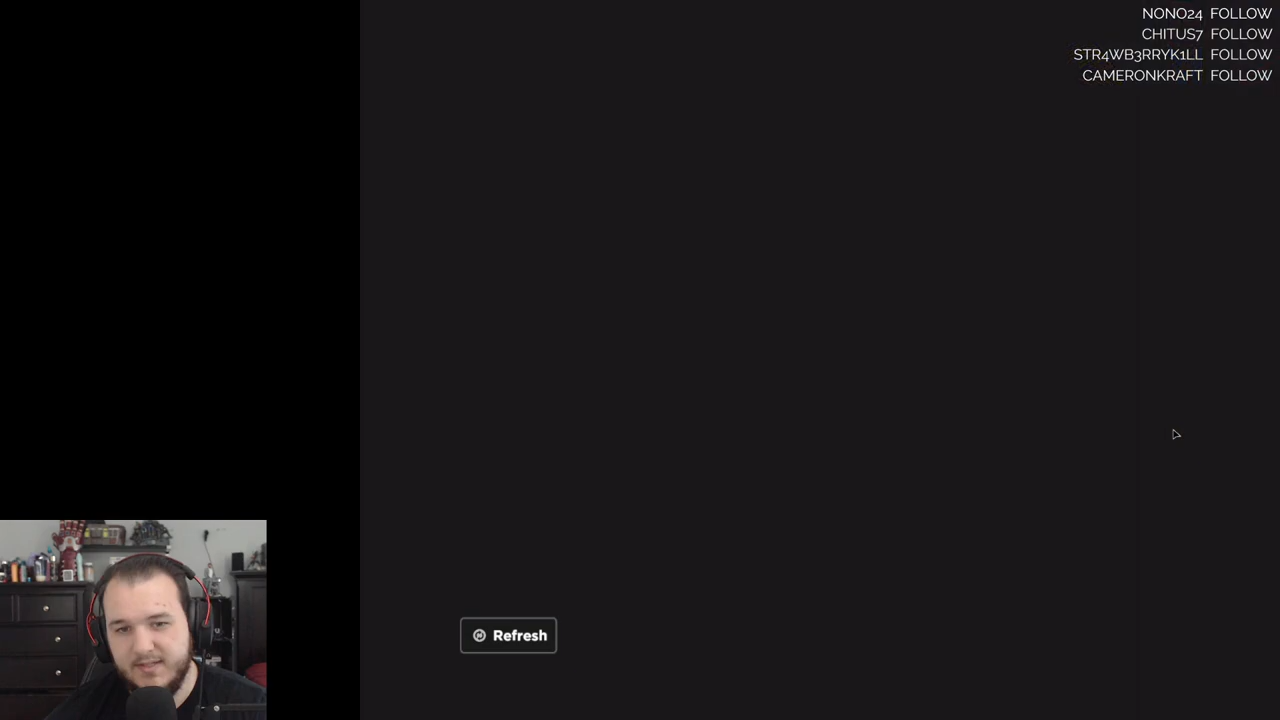 NONO24 FOLLOW
CHITUS7 FOLLOW
STR4WB3RRYK1LL FOLLOW
CAMERONKRAFT FOLLOW
Refresh